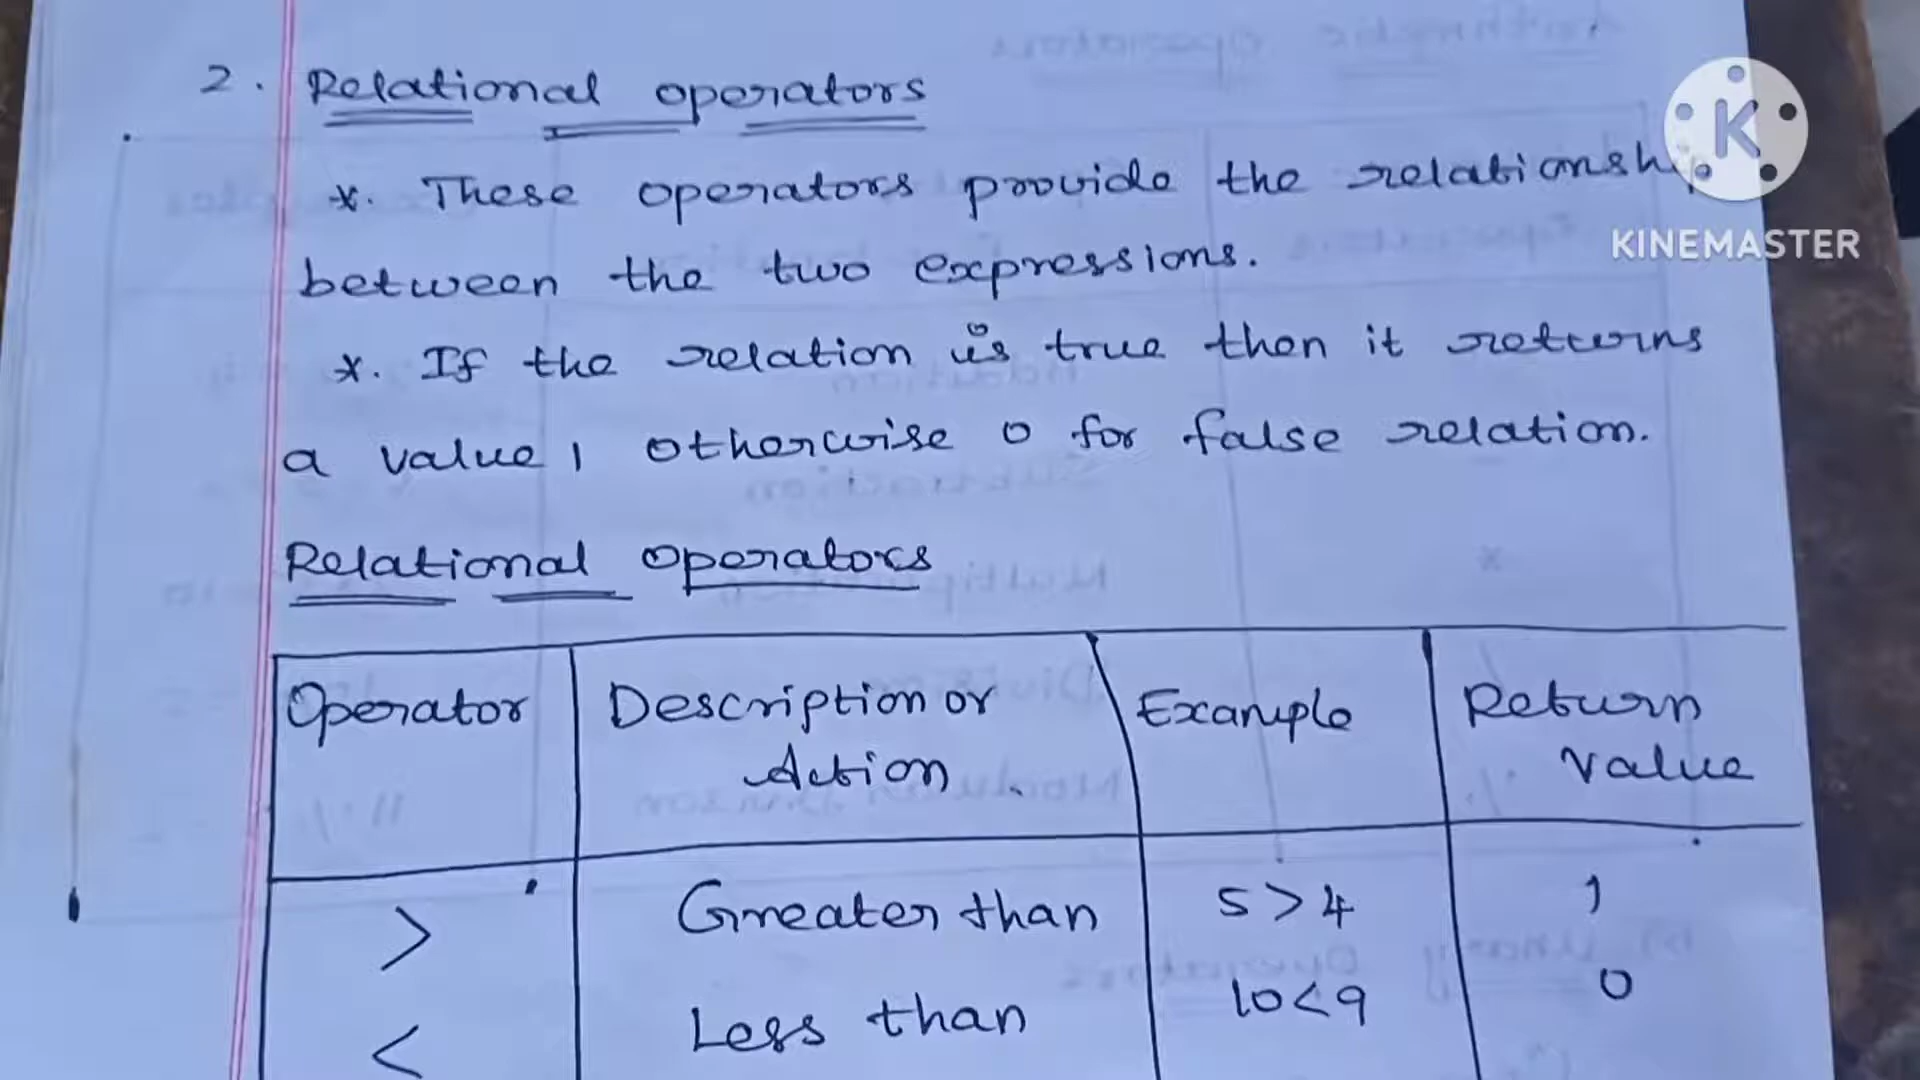 2. Relational operators
*. These operators provide the relationship
between the two expressions.
*. If the relation is true then it returns
a value 1 otherwise 0 for false relation.
Relational operators
Operator Description or Action Example Return Value
> Greater than 5 > 4 1
< Less than 10 < 9 0
KINEMASTER